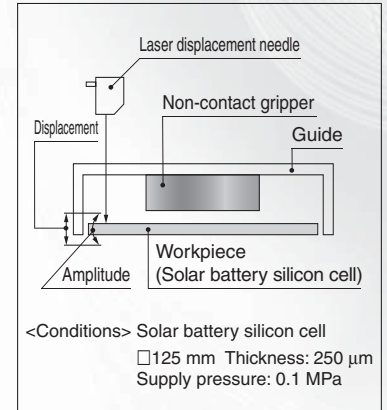 Laser displacement needle
Non-contact gripper
Displacement
Guide
Workpiece
(Solar battery silicon cell)
Amplitude
<Conditions> Solar battery silicon cell
□125 mm Thickness: 250 μm
Supply pressure: 0.1 MPa